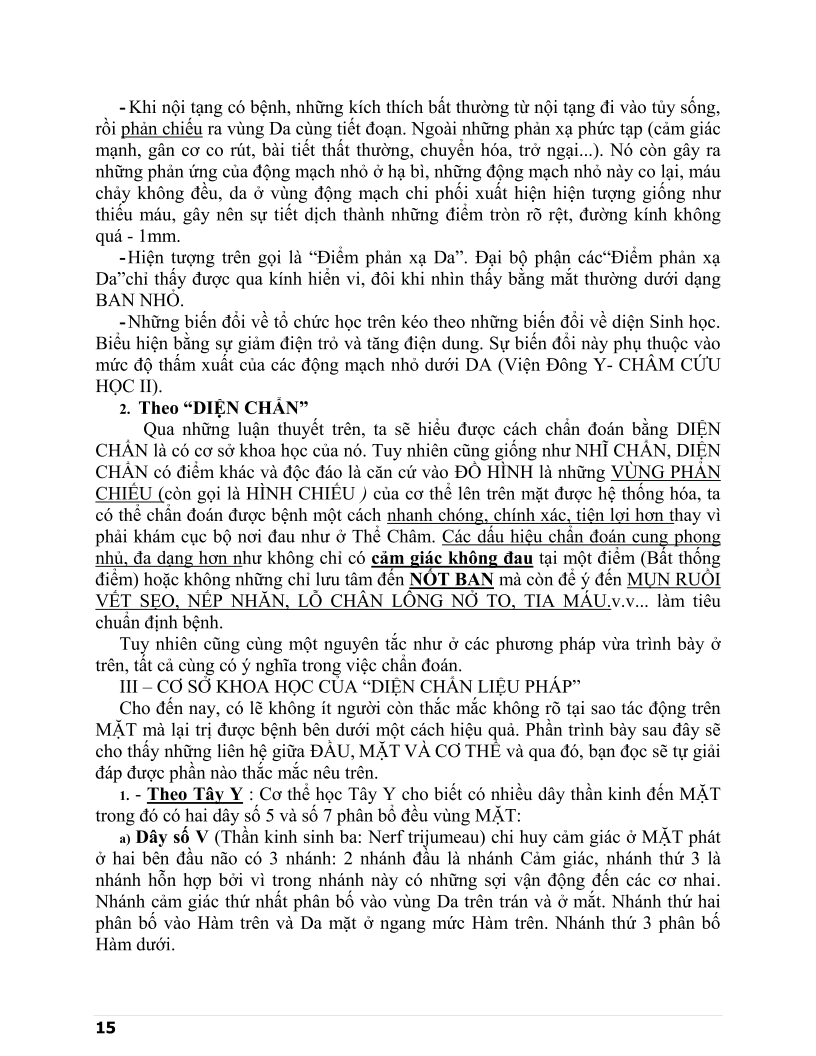 -Khi nội tạng có bệnh, những kích thích bất thường từ nội tạng đi vào tủy sống,
rồi phản chiếu ra vùng Da cùng tiết đoạn. Ngoài những phản xạ phức tạp (cảm giác
mạnh, gân cơ co rút, bài tiết thất thường, chuyển hóa, trở ngại...). Nó còn gây ra
những phản ứng của động mạch nhỏ ở hạ bì, những động mạch nhỏ này co lại, máu
chảy không đều, da ở vùng động mạch chi phối xuất hiện hiện tượng giống như
thiếu máu, gây nên sự tiết dịch thành những điểm tròn rõ rệt, đường kính không
quá - 1mm.
-Hiện tượng trên gọi là “Điểm phản xạ Da”. Đại bộ phận các“Điểm phản xạ
Da”chỉ thấy được qua kính hiển vi, đôi khi nhìn thấy bằng mắt thường dưới dạng
BAN NHỎ.
-Những biến đổi về tổ chức học trên kéo theo những biến đổi về diện Sinh học.
Biểu hiện bằng sự giảm điện trở và tăng điện dung. Sự biến đổi này phụ thuộc vào
mức độ thấm xuất của các động mạch nhỏ dưới DA (Viện Đông Y- CHÂM CỨU
HỌC II).
2. Theo “DIỆN CHẨN”
Qua những luận thuyết trên, ta sẽ hiểu được cách chẩn đoán bằng DIỆN
CHẨN là có cơ sở khoa học của nó. Tuy nhiên cũng giống như NHĨ CHẨN, DIỆN
CHẨN có điểm khác và độc đáo là căn cứ vào ĐỒ HÌNH là những VÙNG PHẢN
CHIẾU (còn gọi là HÌNH CHIẾU ) của cơ thể lên trên mặt được hệ thống hóa, ta
có thể chẩn đoán được bệnh một cách nhanh chóng, chính xác, tiện lợi hơn thay vì
phải khám cục bộ nơi đau như ở Thể Châm. Các dấu hiệu chẩn đoán cung phong
nhủ, đa dạng hơn như không chỉ có cảm giác không đau tại một điểm (Bất thống
điểm) hoặc không những chỉ lưu tâm đến NỐT BAN mà còn để ý đến MỤN RUỒI
VẾT SẸO, NẾP NHĂN, LỖ CHÂN LÔNG NỞ TO, TIA MÁU.v.v... làm tiêu
chuẩn định bệnh.
Tuy nhiên cũng cùng một nguyên tắc như ở các phương pháp vừa trình bày ở
trên, tất cả cùng có ý nghĩa trong việc chẩn đoán.
III – CƠ SỞ KHOA HỌC CỦA “DIỆN CHẨN LIỆU PHÁP”
Cho đến nay, có lẽ không ít người còn thắc mắc không rõ tại sao tác động trên
MẶT mà lại trị được bệnh bên dưới một cách hiệu quả. Phần trình bày sau đây sẽ
cho thấy những liên hệ giữa ĐẦU, MẶT VÀ CƠ THỂ và qua đó, bạn đọc sẽ tự giải
đáp được phần nào thắc mắc nêu trên.
1. - Theo Tây Y : Cơ thể học Tây Y cho biết có nhiều dây thần kinh đến MẶT
trong đó có hai dây số 5 và số 7 phân bổ đều vùng MẶT:
a) Dây số V (Thần kinh sinh ba: Nerf trijumeau) chi huy cảm giác ở MẶT phát
ở hai bên đầu não có 3 nhánh: 2 nhánh đầu là nhánh Cảm giác, nhánh thứ 3 là
nhánh hỗn hợp bởi vì trong nhánh này có những sợi vận động đến các cơ nhai.
Nhánh cảm giác thứ nhất phân bố vào vùng Da trên trán và ở mắt. Nhánh thứ hai
phân bố vào Hàm trên và Da mặt ở ngang mức Hàm trên. Nhánh thứ 3 phân bố
Hàm dưới.
15